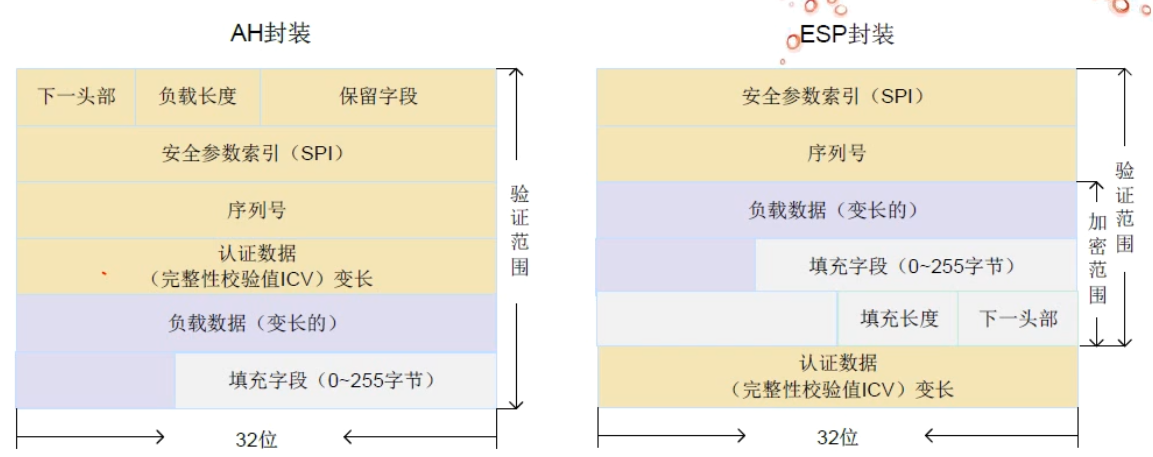 AH封装
下一头部
负载长度
保留字段
安全参数索引（SPI）
序列号
认证数据
（完整性校验值ICV）变长
负载数据（变长的）
填充字段（0~255字节）
验证范围
32位
ESP封装
安全参数索引（SPI）
序列号
负载数据（变长的）
填充字段（0~255字节）
填充长度
下一头部
认证数据
（完整性校验值ICV）变长
加密范围
验证范围
32位